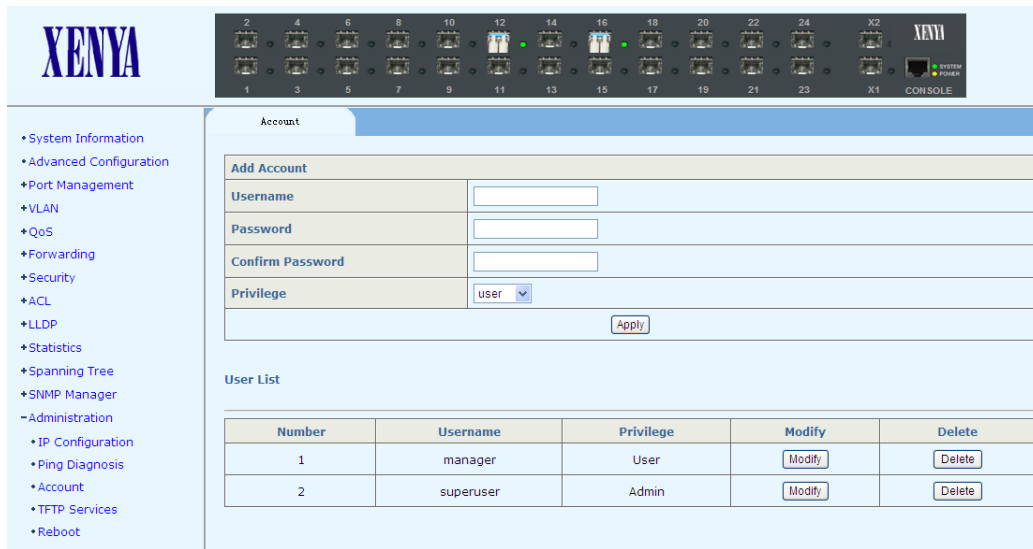 XENYA
2 4 6 8 10 12 14 16 18 20 22 24 X2
XENYA
SYSTEM
POWER
1 3 5 7 9 11 13 15 17 19 21 23 X1 CONSOLE
Account
System Information
Advanced Configuration
Port Management
VLAN
QoS
Forwarding
Security
ACL
LLDP
Statistics
Spanning Tree
SNMP Manager
Administration
IP Configuration
Ping Diagnosis
Account
TFTP Services
Reboot
Add Account
Username
Password
Confirm Password
Privilege user
Apply
User List
Number Username Privilege Modify Delete
1 manager User Modify Delete
2 superuser Admin Modify Delete